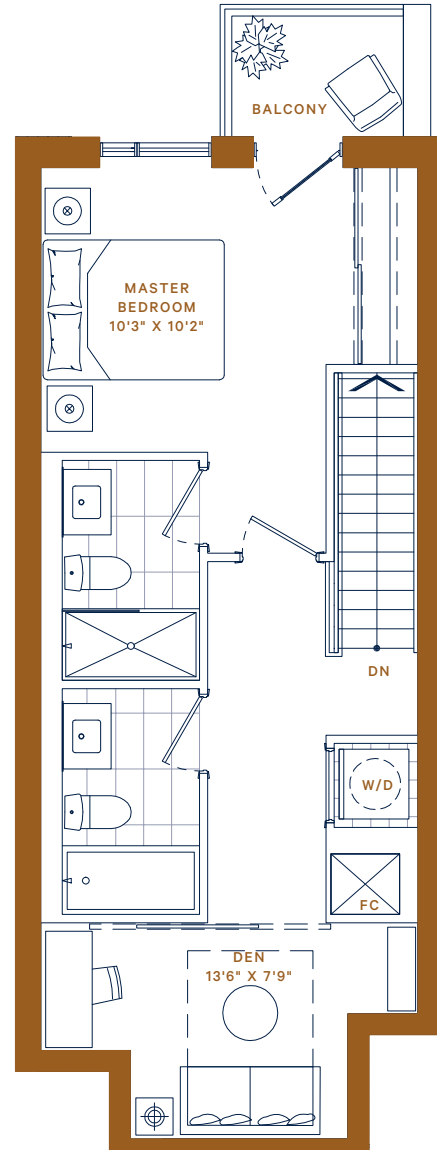 BALCONY
MASTER
BEDROOM
10'3" X 10'2"
DN
W/D
FC
DEN
13'6" X 7'9"